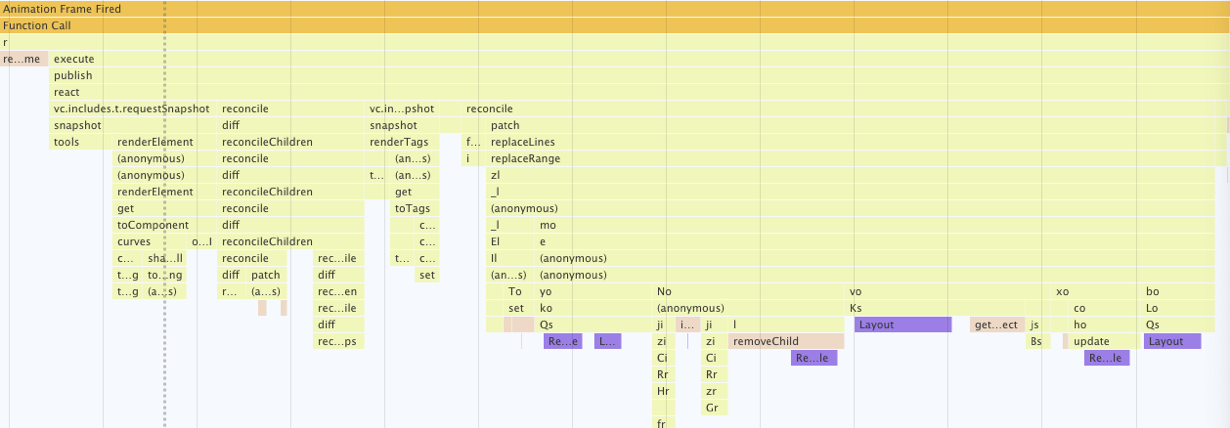 Animation Frame Fired
Function Call
r
re...me execute
publish
react
vc.includes.t.requestSnapshot reconcile vc.in...pshot reconcile
snapshot diff snapshot patch
tools renderElement reconcileChildren renderTags f... replaceLines
(anonymous) reconcile (an...s) i replaceRange
(anonymous) diff t... (an...s) zl
renderElement reconcileChildren get _l
get reconcile toTags (anonymous)
toComponent diff c... _l mo
curves o...l reconcileChildren c... El e
c... sha...ll reconcile rec...ile t... c... ll (anonymous)
t...g to...ng diff patch diff set (an...s) (anonymous)
t...g (a...s) r... (a...s) rec...en To yo No vo xo bo
rec...ile set ko (anonymous) Ks co Lo
diff Qs ji i... ji l Layout get...ect js ho Qs
rec...ps Re...e L... zi zi removeChild Bs update Layout
Ci Ci Re...le Re...le
Rr Rr
Hr zr
Gr
fr